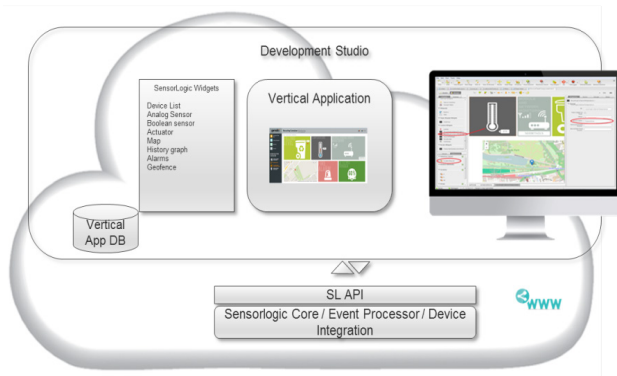 Development Studio
SensorLogic Widgets
Device List
Analog Sensor
Boolean sensor
Actuator
Map
History graph
Alarms
Geofence
Vertical Application
Vertical
App DB
SL API
Sensorlogic Core / Event Processor / Device
Integration
www